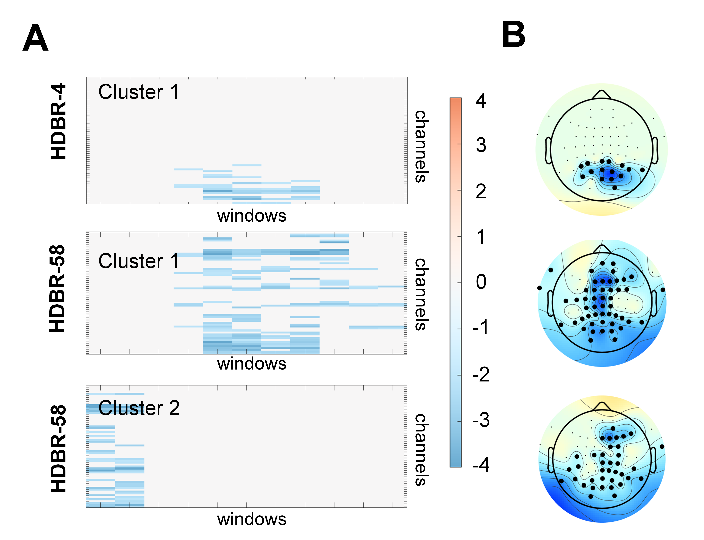 A
B
HDBR-4
Cluster 1
channels
windows
HDBR-58
Cluster 1
channels
windows
HDBR-58
Cluster 2
channels
windows
4
3
2
1
0
-1
-2
-3
-4